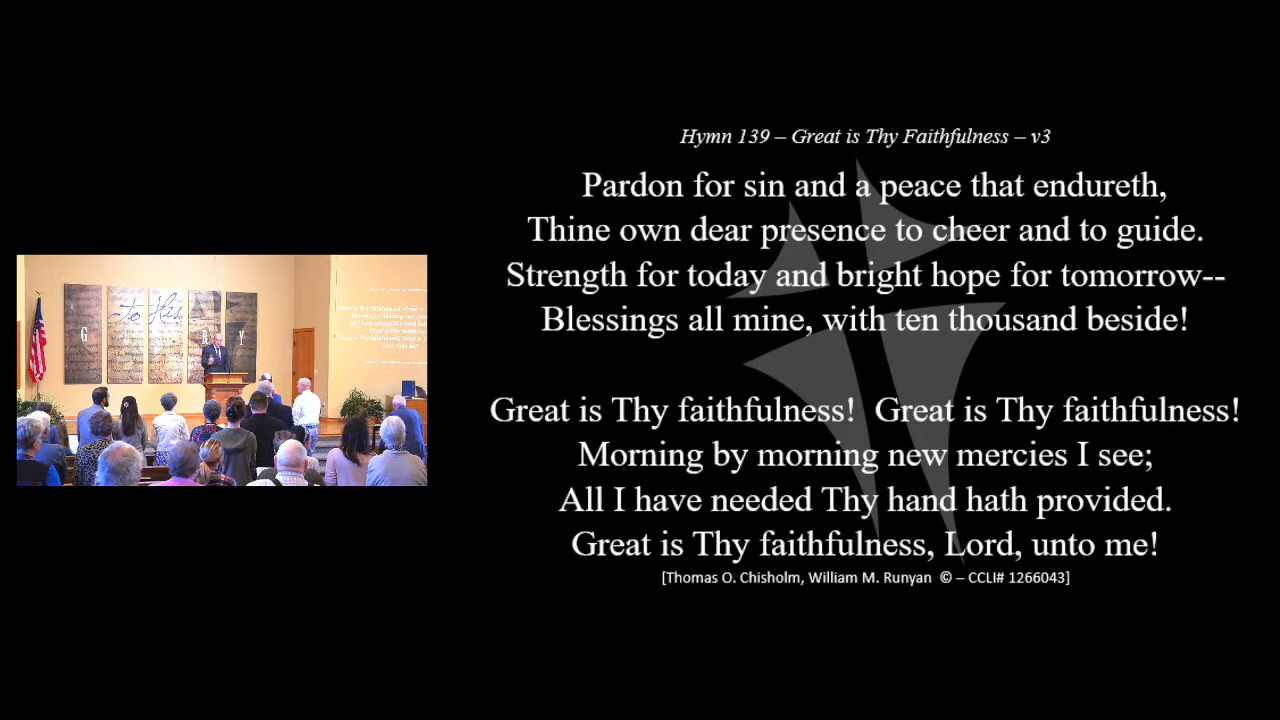 Hymn 139 – Great is Thy Faithfulness – v3
Pardon for sin and a peace that endureth,
Thine own dear presence to cheer and to guide.
Strength for today and bright hope for tomorrow--
Blessings all mine, with ten thousand beside!
Great is Thy faithfulness!  Great is Thy faithfulness!
Morning by morning new mercies I see;
All I have needed Thy hand hath provided.
Great is Thy faithfulness, Lord, unto me!
[Thomas O. Chisholm, William M. Runyan  © – CCLI# 1266043]
to His
G R Y